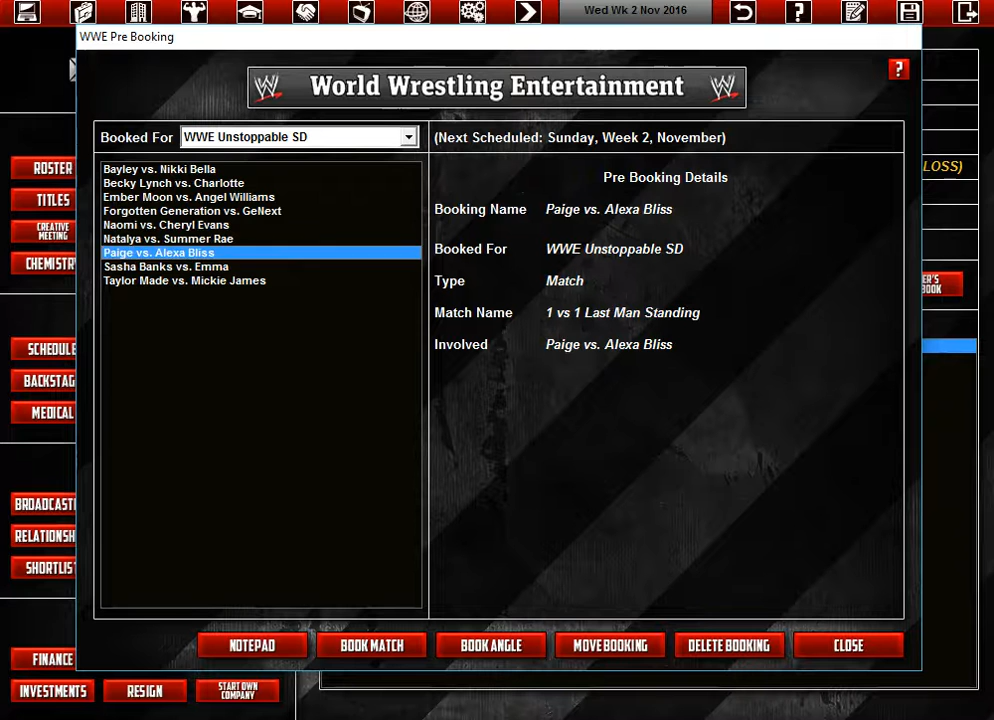 Wed Wk 2 Nov 2016
WWE Pre Booking
World Wrestling Entertainment
?
Booked For WWE Unstoppable SD
(Next Scheduled: Sunday, Week 2, November)
Bayley vs. Nikki Bella
Becky Lynch vs. Charlotte
Ember Moon vs. Angel Williams
Forgotten Generation vs. GeNext
Naomi vs. Cheryl Evans
Natalya vs. Summer Rae
Paige vs. Alexa Bliss
Sasha Banks vs. Emma
Taylor Made vs. Mickie James
Pre Booking Details
Booking Name Paige vs. Alexa Bliss
Booked For WWE Unstoppable SD
Type Match
Match Name 1 vs 1 Last Man Standing
Involved Paige vs. Alexa Bliss
NOTEPAD
BOOK MATCH
BOOK ANGLE
MOVE BOOKING
DELETE BOOKING
CLOSE
ROSTER
TITLES
CREATIVE
MEETING
CHEMISTR
SCHEDULE
BACKSTAG
MEDICAL
BROADCAST
RELATIONSH
SHORTLIST
FINANCE
INVESTMENTS
RESIGN
START OWN
COMPANY
LOSS)
ER'S
BOOK